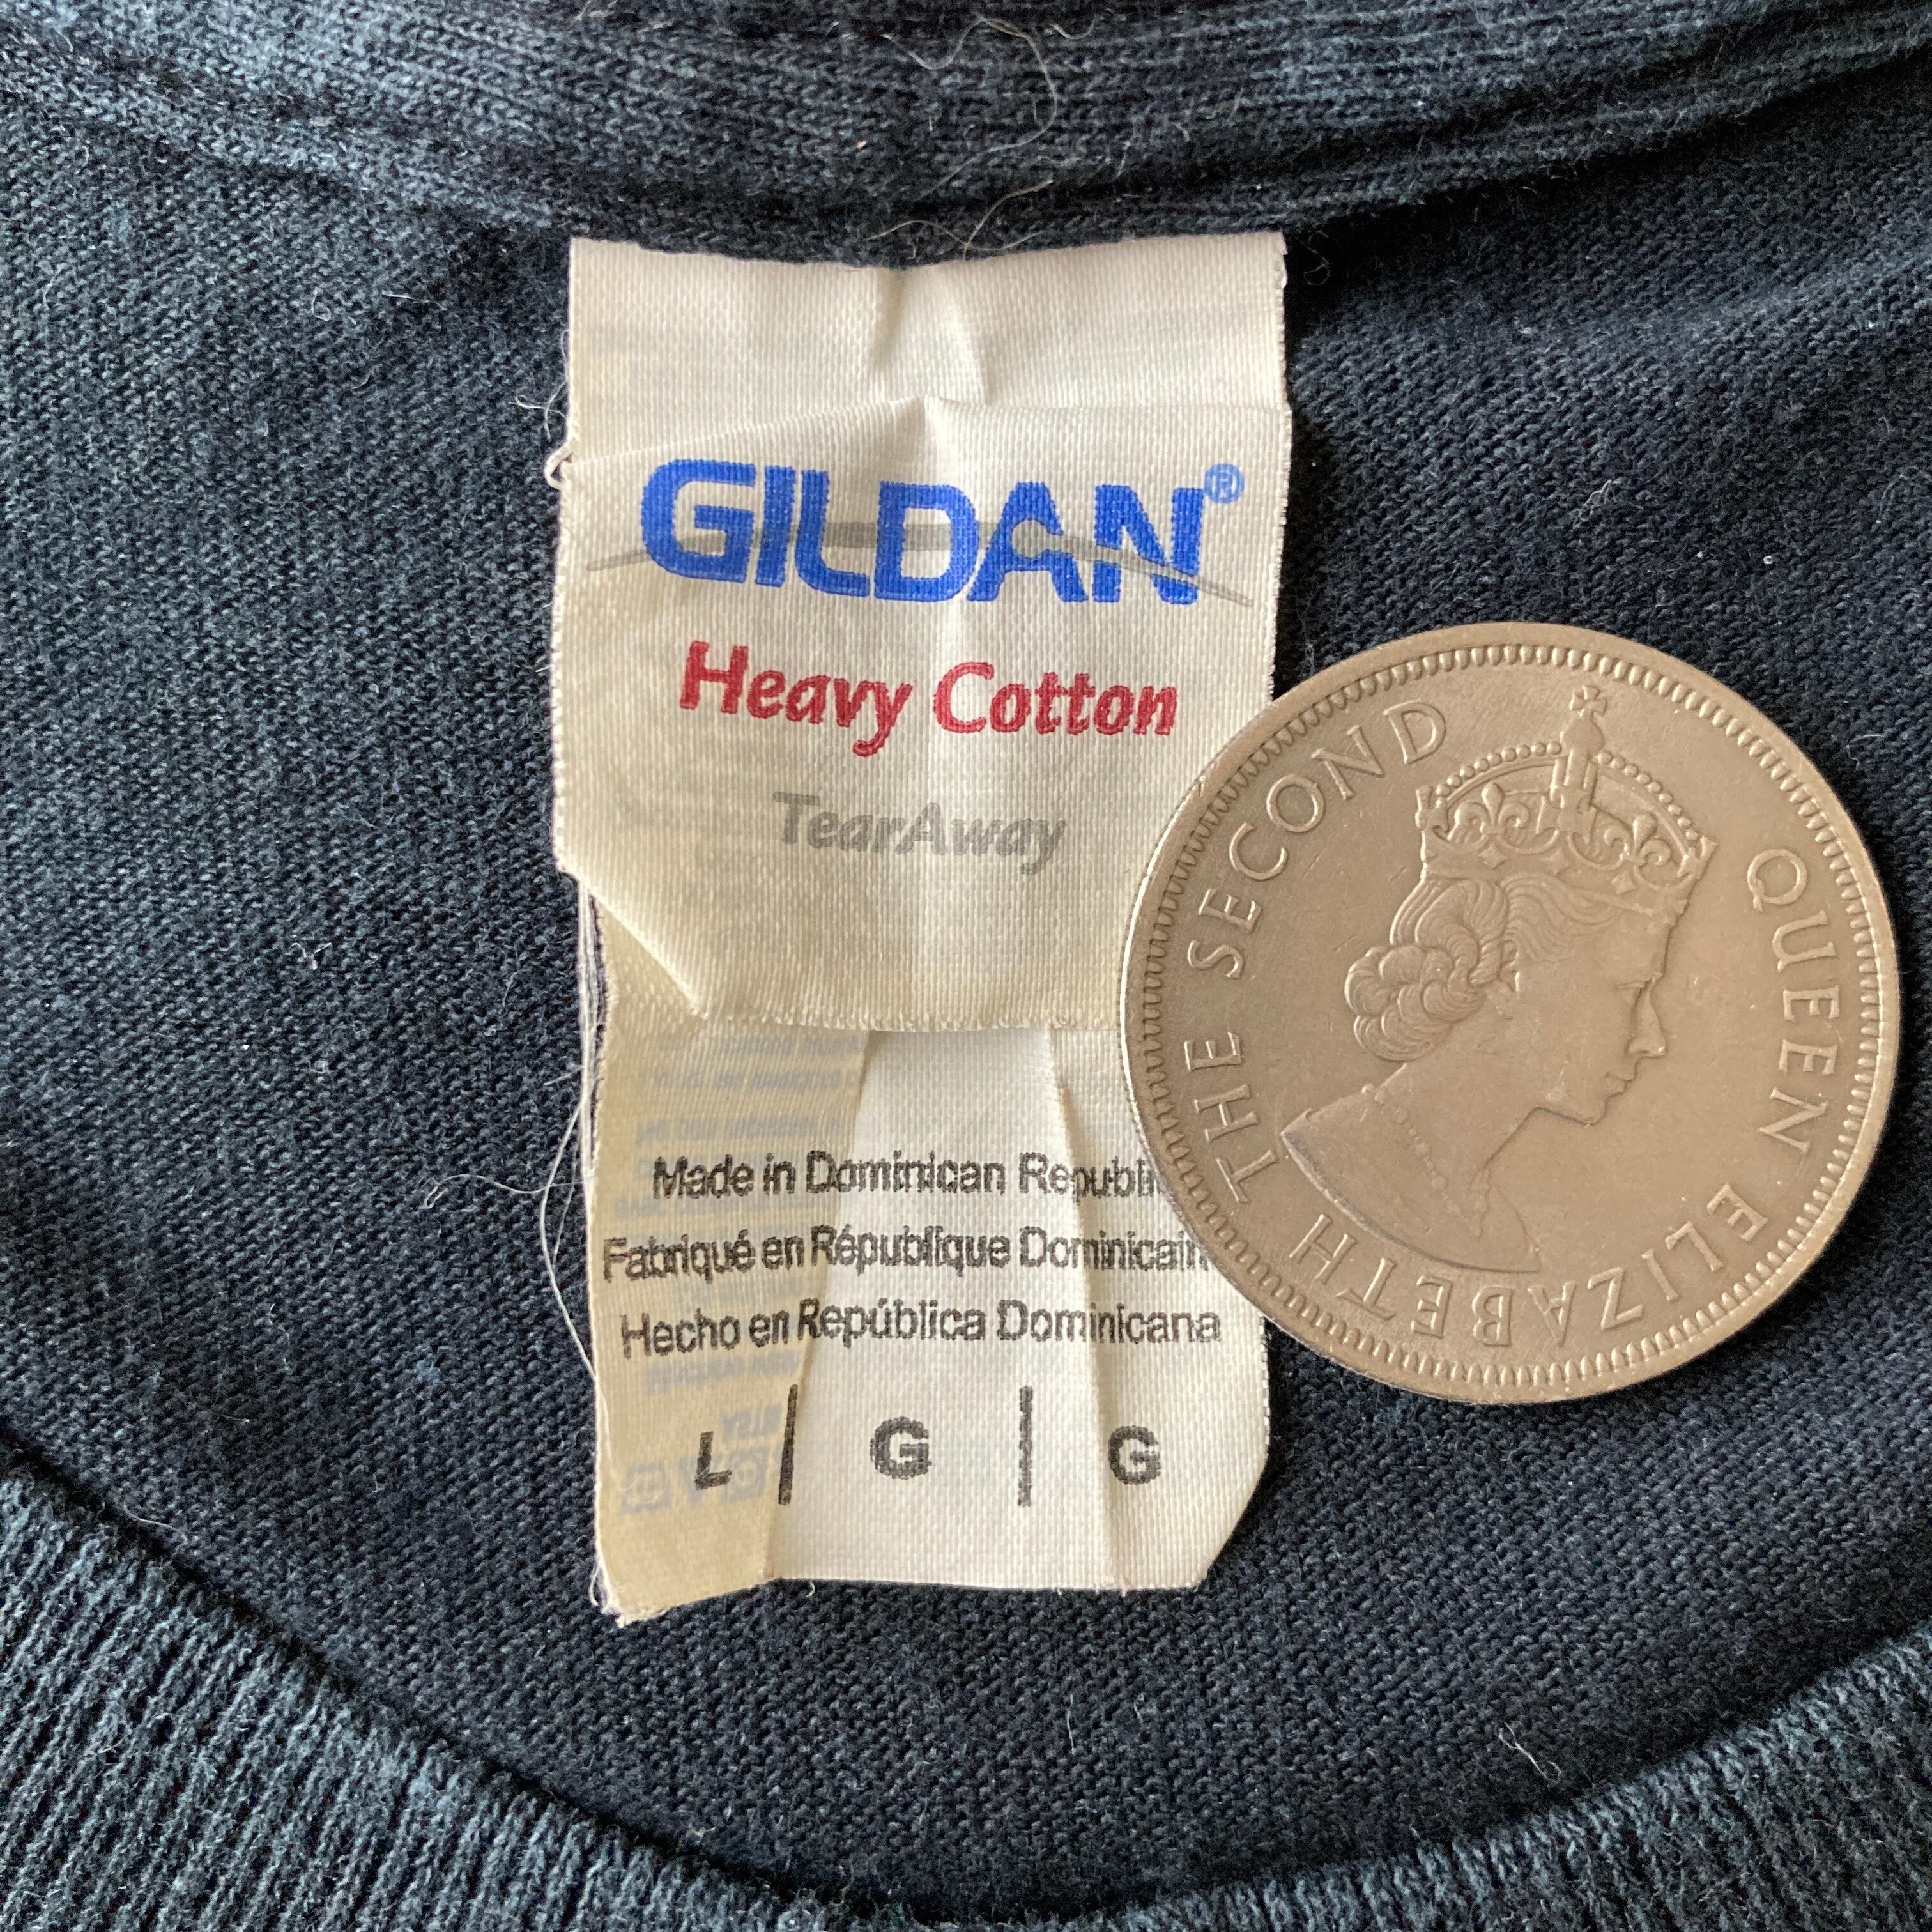 GILDAN®
Heavy Cotton
TearAway
Made in Dominican Republi
Fabriqué en République Dominicain
Hecho en República Dominicana
L | G | G
QUEEN ELIZABETH THE SECOND